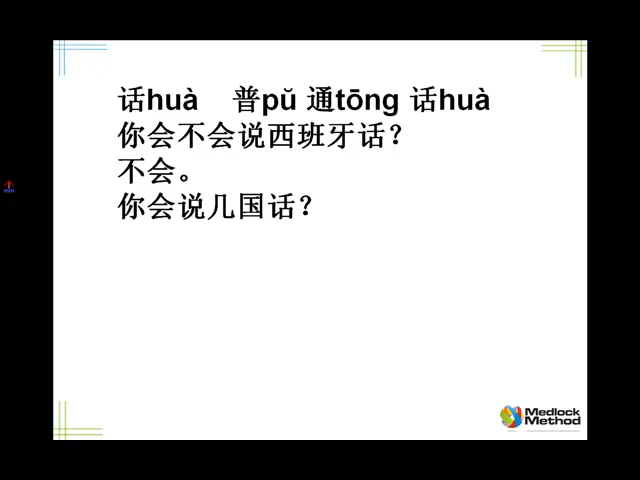 话huà 普pǔ 通tōng 话huà
你会不会说西班牙话？
不会。
你会说几国话？
Medlock
Method